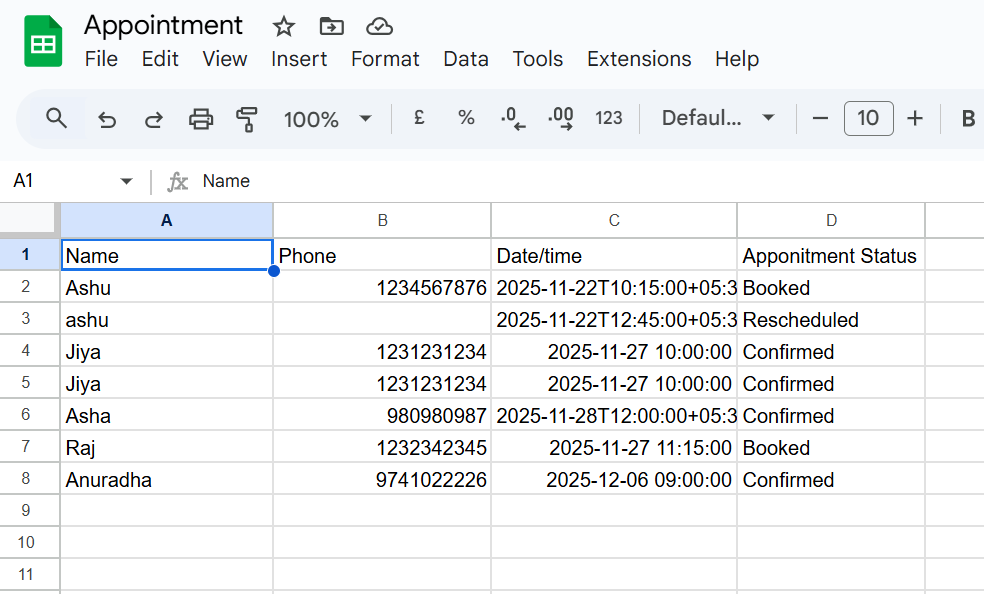 Appointment
File Edit View Insert Format Data Tools Extensions Help
100% £ % .0 .00 123 Defaul... 10 B
A1 fx Name
A B C D
1 Name Phone Date/time Apponitment Status
2 Ashu 1234567876 2025-11-22T10:15:00+05:3 Booked
3 ashu 2025-11-22T12:45:00+05:3 Rescheduled
4 Jiya 1231231234 2025-11-27 10:00:00 Confirmed
5 Jiya 1231231234 2025-11-27 10:00:00 Confirmed
6 Asha 980980987 2025-11-28T12:00:00+05:3 Confirmed
7 Raj 1232342345 2025-11-27 11:15:00 Booked
8 Anuradha 9741022226 2025-12-06 09:00:00 Confirmed
9
10
11